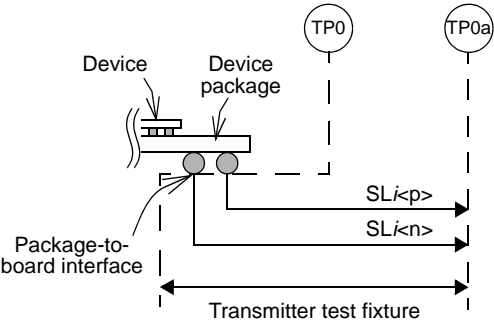 TP0
TP0a
Device
Device
package
SLi<p>
SLi<n>
Package-to-
board interface
Transmitter test fixture